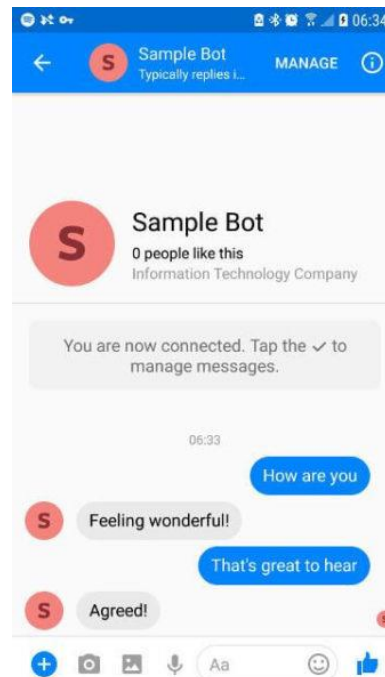 06:34
S
Sample Bot
Typically replies i...
MANAGE
S
Sample Bot
0 people like this
Information Technology Company
You are now connected. Tap the ✓ to
manage messages.
06:33
How are you
S
Feeling wonderful!
That's great to hear
S
Agreed!
Aa